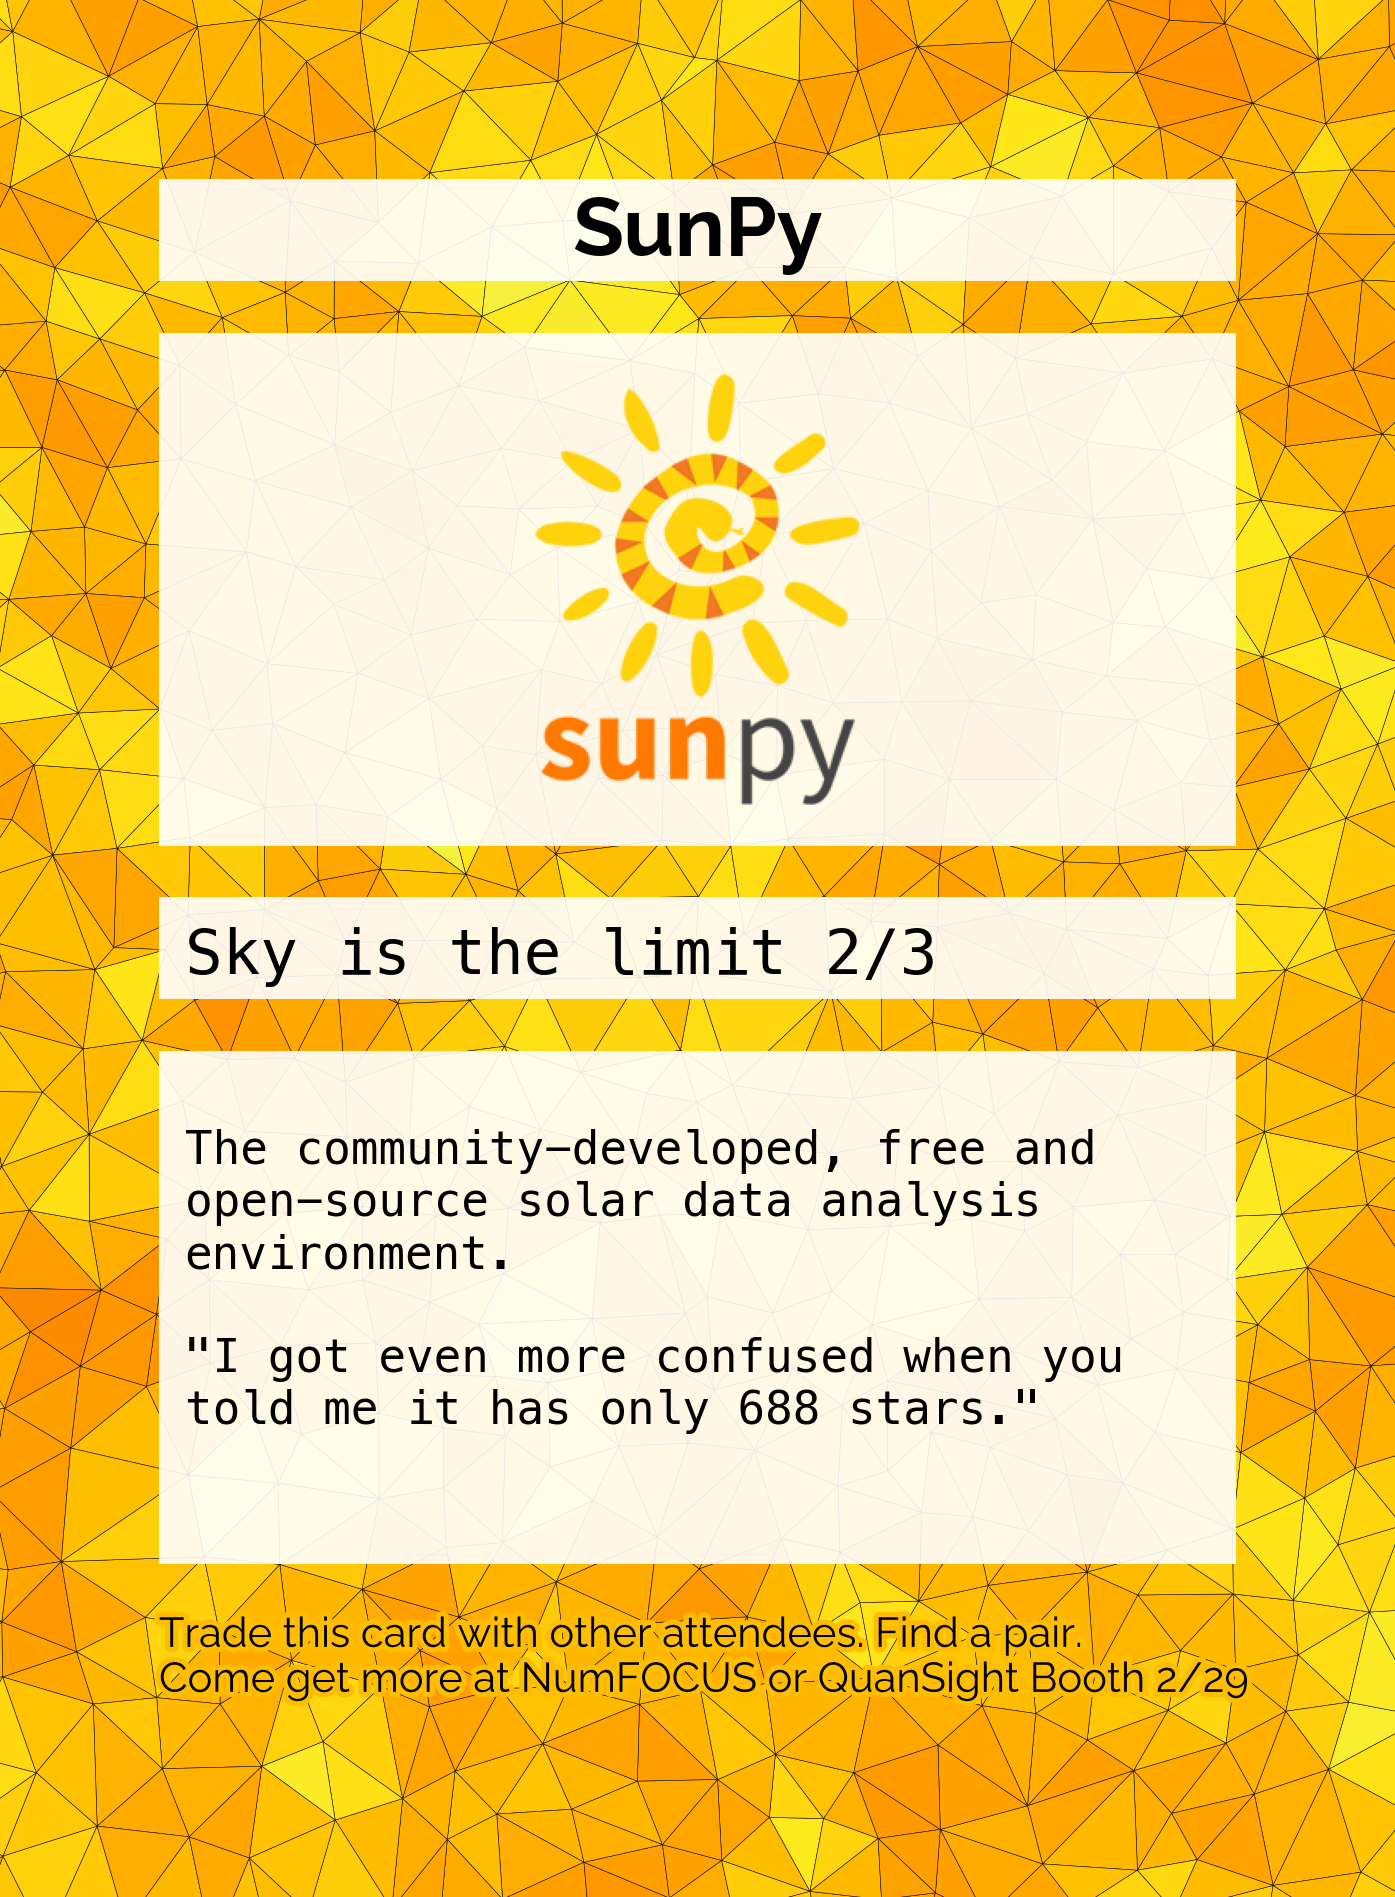 SunPy
sunpy
Sky is the limit 2/3
The community-developed, free and
open-source solar data analysis
environment.
"I got even more confused when you
told me it has only 688 stars."
Trade this card with other attendees. Find a pair.
Come get more at NumFOCUS or QuanSight Booth 2/29